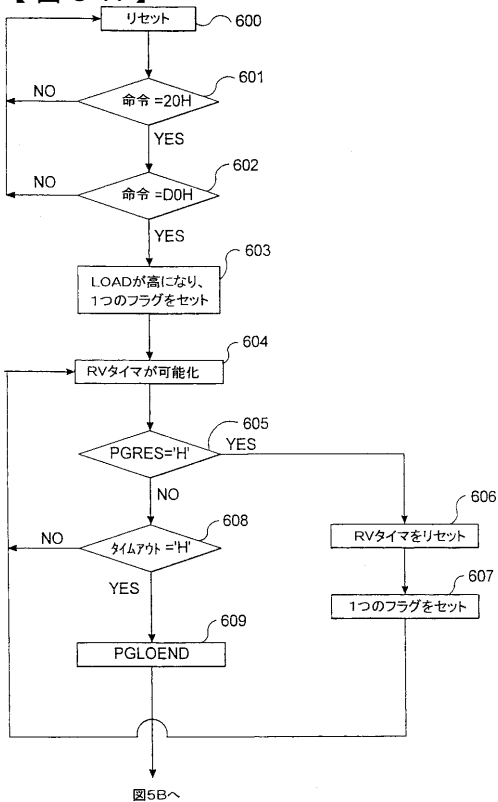 リセット
600
601
命令=20H
NO
YES
602
命令=D0H
NO
YES
603
LOADが高になり、
1つのフラグをセット
604
RVタイマが可能化
605
PGRES='H'
YES
NO
606
RVタイマをリセット
608
タイムアウト='H'
NO
YES
607
1つのフラグをセット
609
PGLOEND
図5Bへ